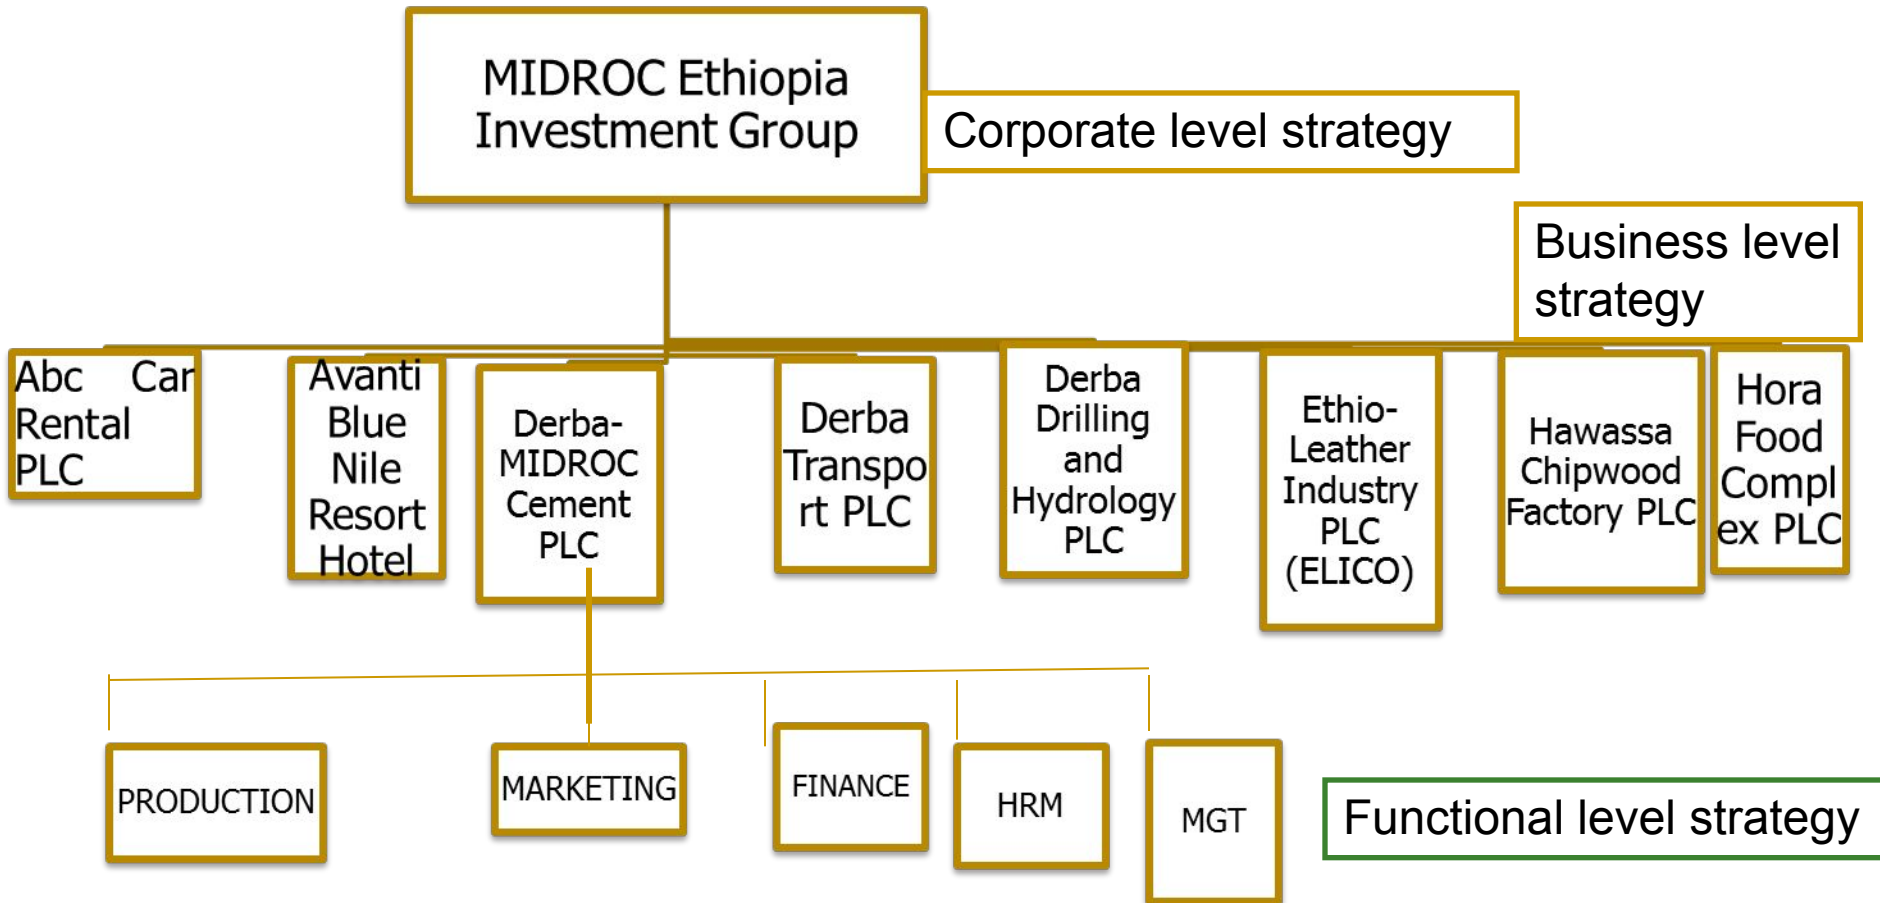 MIDROC Ethiopia
Investment Group
Corporate level strategy
Business level
strategy
Abc Car
Rental
PLC
Avanti
Blue
Nile
Resort
Hotel
Derba-
MIDROC
Cement
PLC
Derba
Transpo
rt PLC
Derba
Drilling
and
Hydrology
PLC
Ethio-
Leather
Industry
PLC
(ELICO)
Hawassa
Chipwood
Factory PLC
Hora
Food
Compl
ex PLC
PRODUCTION
MARKETING
FINANCE
HRM
MGT
Functional level strategy